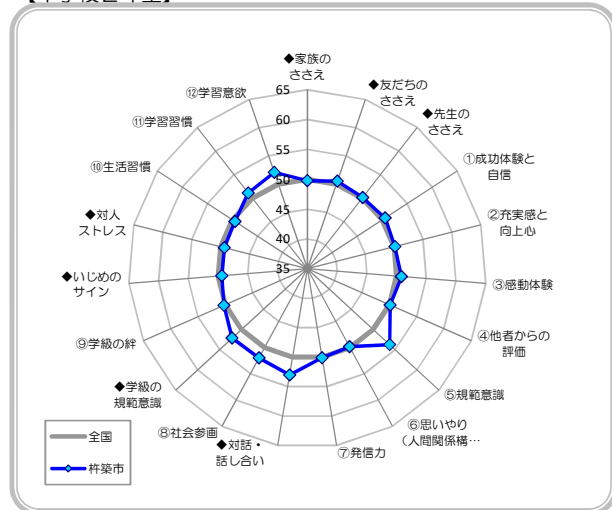 ◆家族の
ささえ
◆友だちの
ささえ
◆先生の
ささえ
①成功体験と
自信
②充実感と
向上心
③感動体験
④他者からの
評価
⑤規範意識
⑥思いやり
(人間関係構…
⑦発信力
◆対話・
話し合い
⑧社会参画
◆学級の
規範意識
⑨学級の絆
◆いじめの
サイン
◆対人
ストレス
⑩生活習慣
⑪学習習慣
⑫学習意欲
65
60
55
50
45
40
35
全国
杵築市